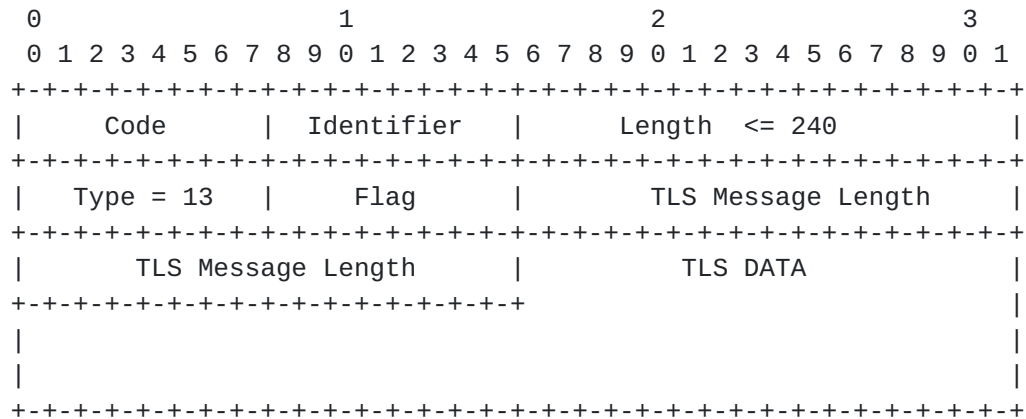 0                   1                   2                   3
 0 1 2 3 4 5 6 7 8 9 0 1 2 3 4 5 6 7 8 9 0 1 2 3 4 5 6 7 8 9 0 1
+-+-+-+-+-+-+-+-+-+-+-+-+-+-+-+-+-+-+-+-+-+-+-+-+-+-+-+-+-+-+-+-+
|     Code      |  Identifier   |      Length  <= 240           |
+-+-+-+-+-+-+-+-+-+-+-+-+-+-+-+-+-+-+-+-+-+-+-+-+-+-+-+-+-+-+-+-+
|   Type = 13   |     Flag      |        TLS Message Length     |
+-+-+-+-+-+-+-+-+-+-+-+-+-+-+-+-+-+-+-+-+-+-+-+-+-+-+-+-+-+-+-+-+
|       TLS Message Length      |          TLS DATA             |
+-+-+-+-+-+-+-+-+-+-+-+-+-+-+-+-+                               |
|                                                               |
|                                                               |
+-+-+-+-+-+-+-+-+-+-+-+-+-+-+-+-+-+-+-+-+-+-+-+-+-+-+-+-+-+-+-+-+